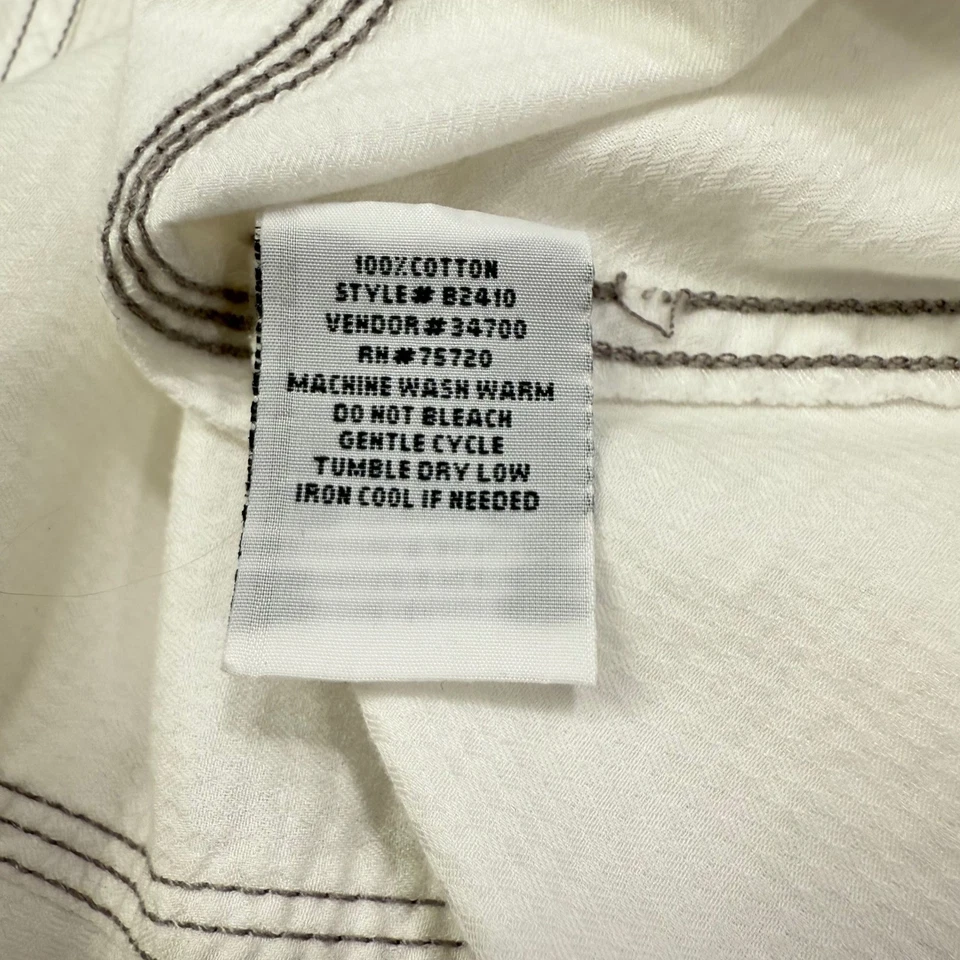 100%COTTON
STYLE# B2410
VENDOR#34700
RN#75720
MACHINE WASH WARM
DO NOT BLEACH
GENTLE CYCLE
TUMBLE DRY LOW
IRON COOL IF NEEDED